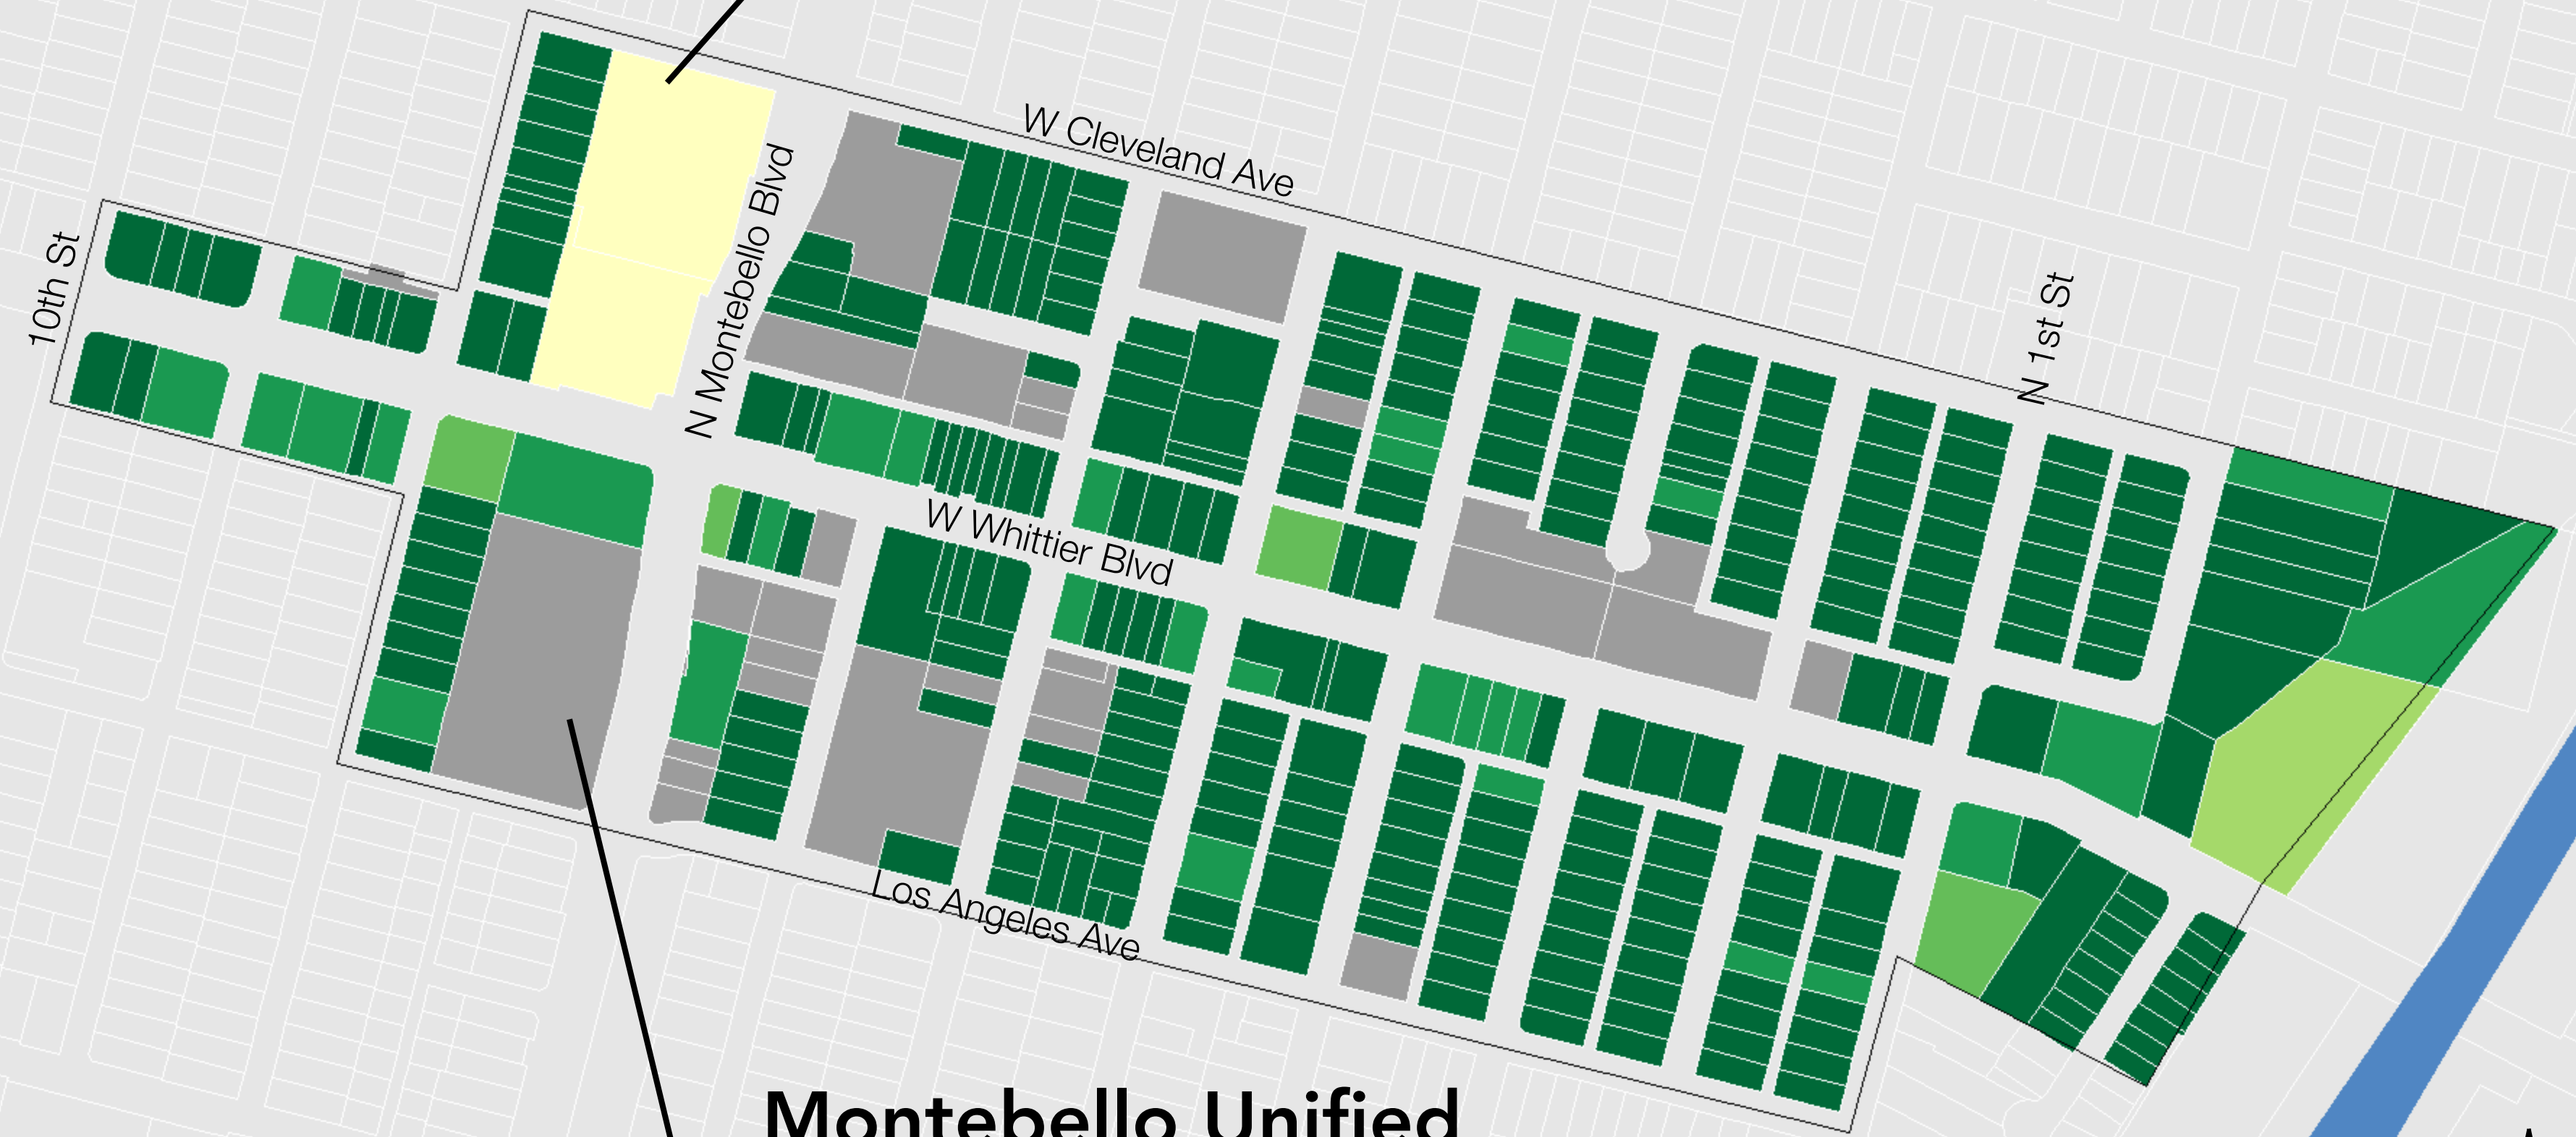 W Cleveland Ave
N Montebello Blvd
10th St
N 1st St
W Whittier Blvd
Los Angeles Ave
Montebello Unified